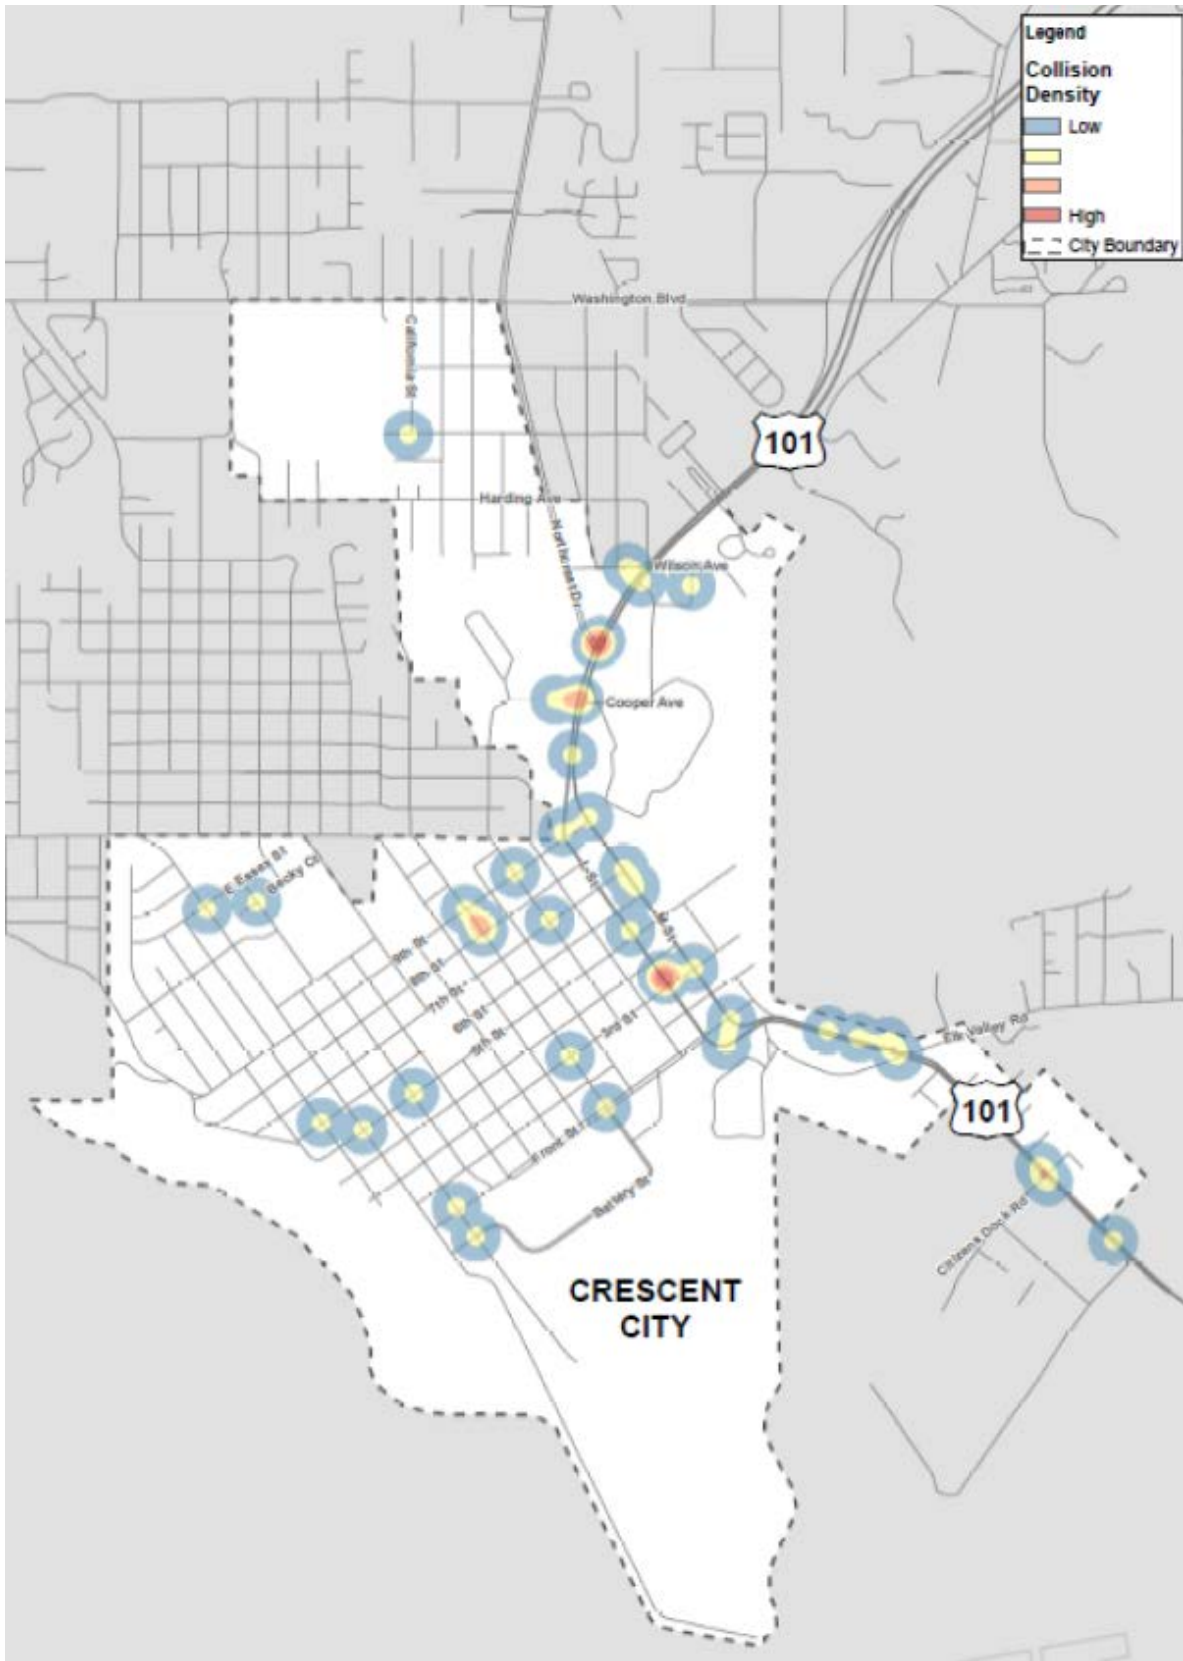 Legend
Collision
Density
Low
High
City Boundary
Washington Blvd
California St
101
Harding Ave
Northcrest Dr
Wilson Ave
Cooper Ave
E Essex St
Becky Ct
L St
M St
9th St
8th St
7th St
6th St
5th St
3rd St
Elk Valley Rd
101
Front St
Battery St
Citizens Dock Rd
CRESCENT
CITY